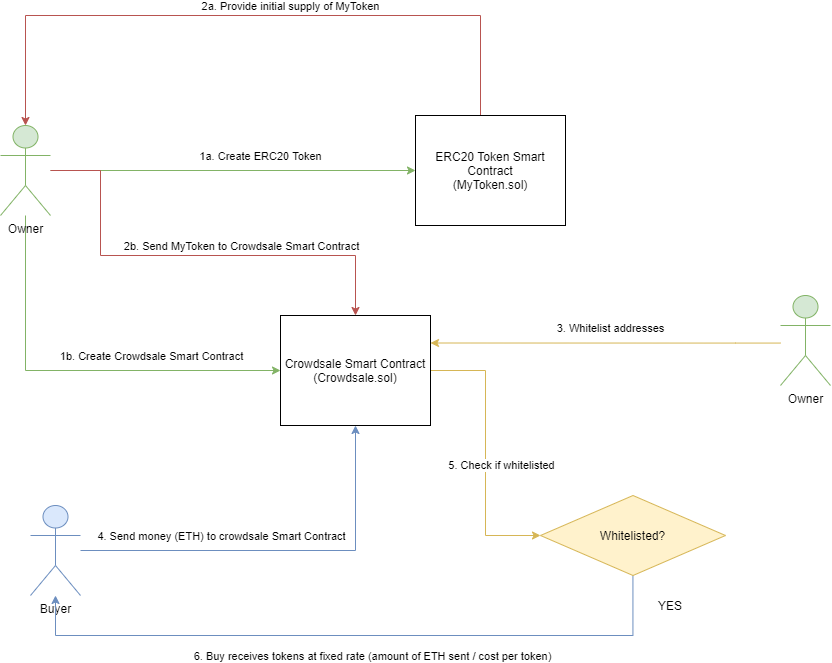 2a. Provide initial supply of MyToken
1a. Create ERC20 Token
ERC20 Token Smart
Contract
(MyToken.sol)
Owner
2b. Send MyToken to Crowdsale Smart Contract
3. Whitelist addresses
1b. Create Crowdsale Smart Contract
Crowdsale Smart Contract
(Crowdsale.sol)
Owner
5. Check if whitelisted
4. Send money (ETH) to crowdsale Smart Contract
Whitelisted?
Buyer
YES
6. Buy receives tokens at fixed rate (amount of ETH sent / cost per token)